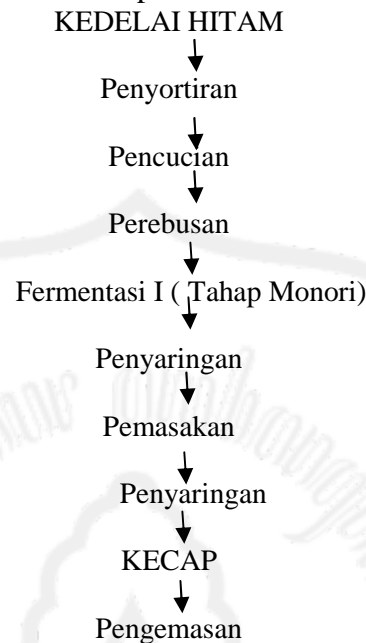 KEDELAI HITAM
Penyortiran
Pencucian
Perebusan
Fermentasi I ( Tahap Monori)
Penyaringan
Pemasakan
Penyaringan
KECAP
Pengemasan